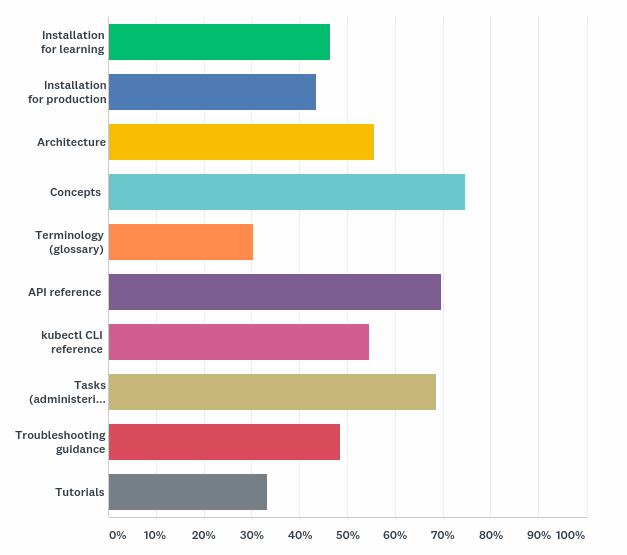 Installation
for learning
Installation
for production
Architecture
Concepts
Terminology
(glossary)
API reference
kubectl CLI
reference
Tasks
(administeri...
Troubleshooting
guidance
Tutorials
0% 10% 20% 30% 40% 50% 60% 70% 80% 90% 100%